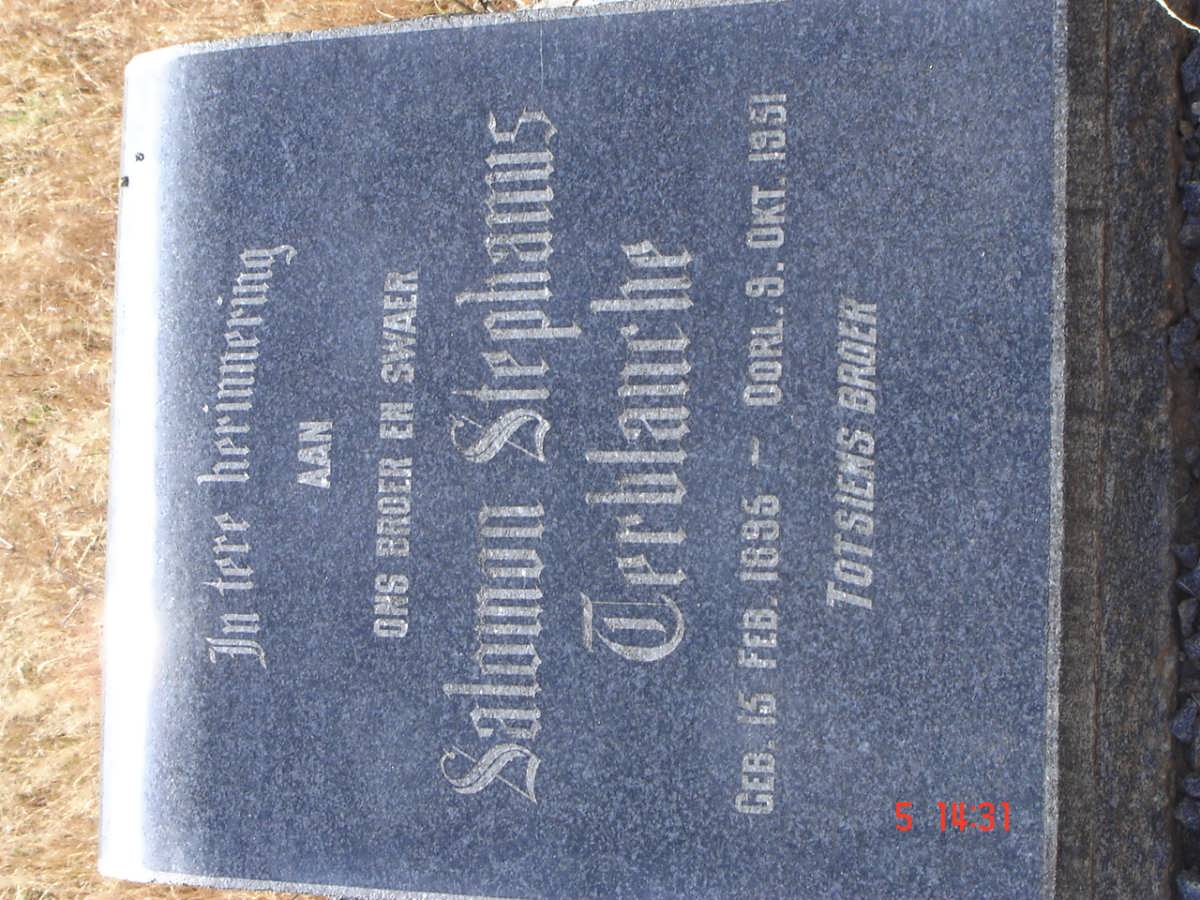 In tere herinnering
AAN
ONS BROER EN SWAER
Salomon Stephanus
Terblanche
GEB. 15 FEB. 1896 – OORL. 9. OKT. 1951
TOTSIENS BROER
5 14:31